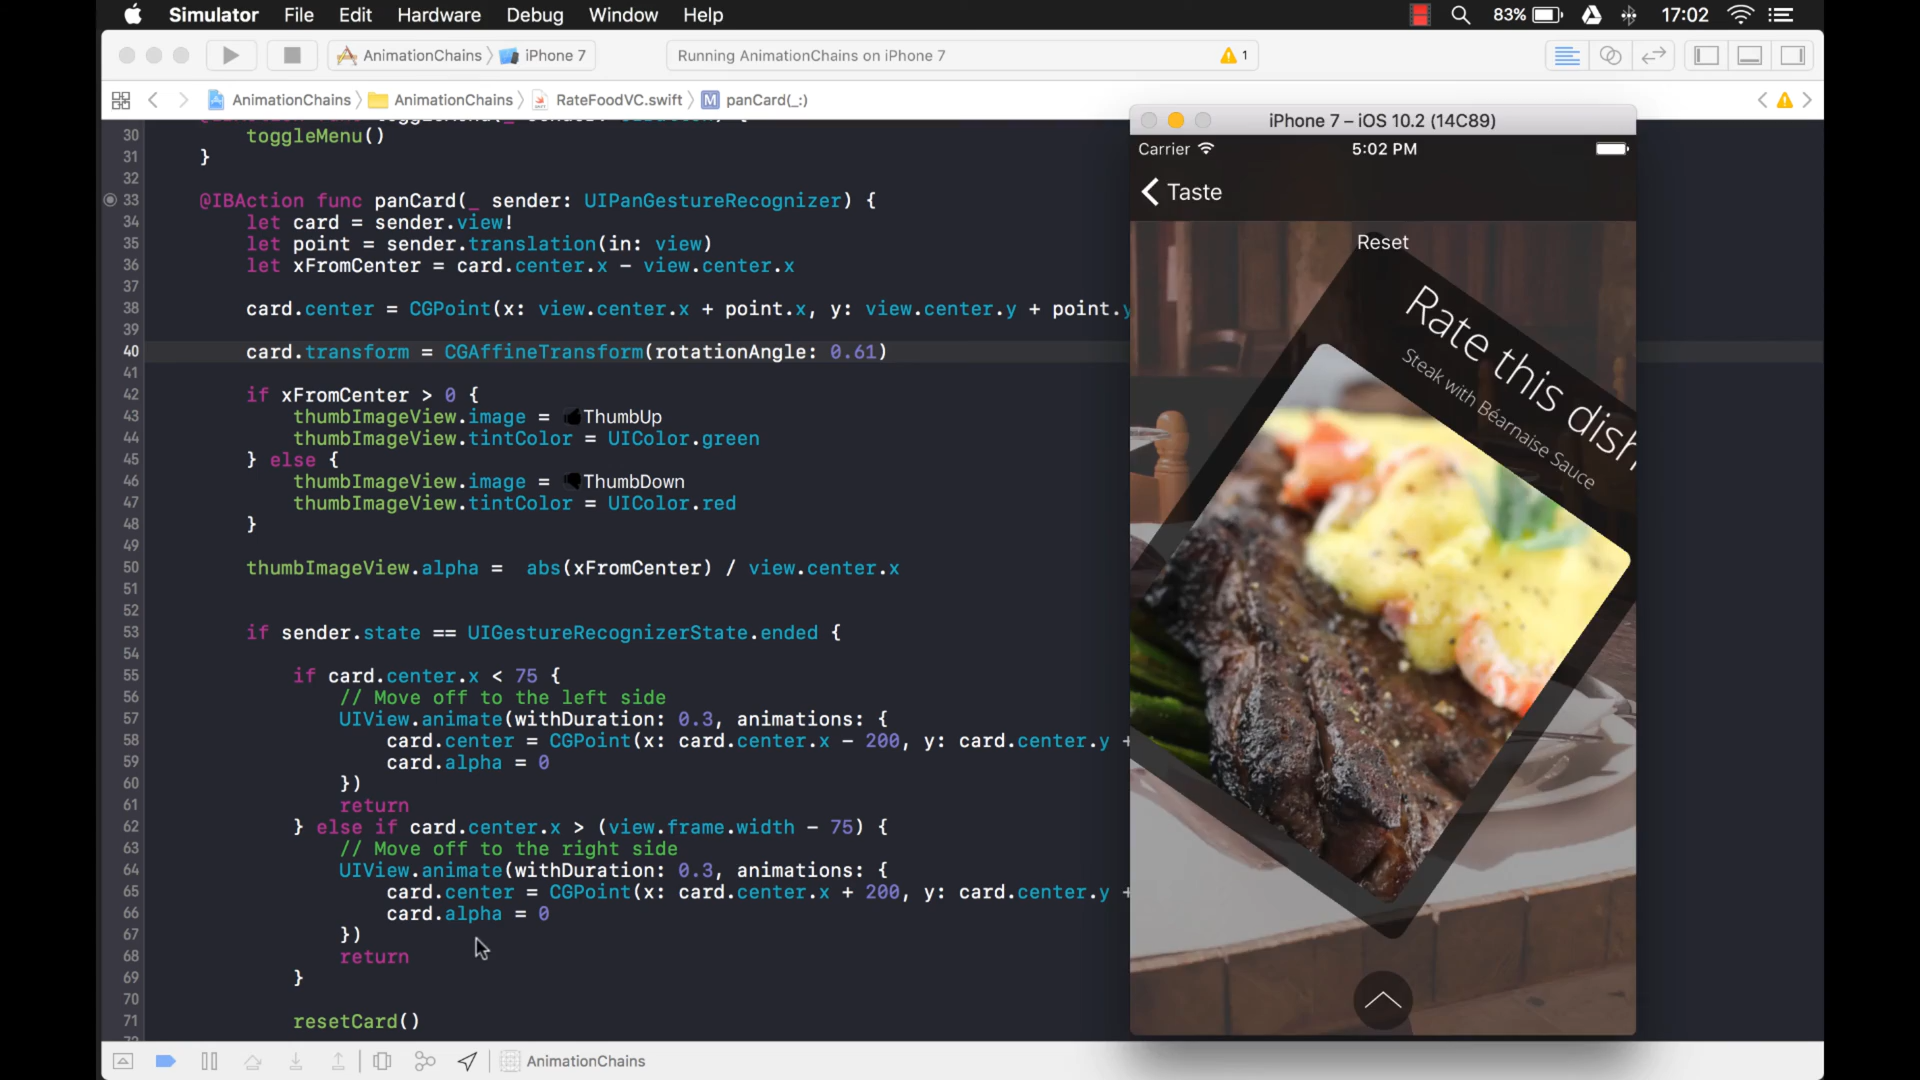 Simulator File Edit Hardware Debug Window Help 83% 17:02
AnimationChains iPhone 7 Running AnimationChains on iPhone 7 1
AnimationChains AnimationChains RateFoodVC.swift M panCard(_:)
30 toggleMenu()
31 }
32
33 @IBAction func panCard(_ sender: UIPanGestureRecognizer) {
34 let card = sender.view!
35 let point = sender.translation(in: view)
36 let xFromCenter = card.center.x - view.center.x
37
38 card.center = CGPoint(x: view.center.x + point.x, y: view.center.y + point.y
39
40 card.transform = CGAffineTransform(rotationAngle: 0.61)
41
42 if xFromCenter > 0 {
43 thumbImageView.image = ThumbUp
44 thumbImageView.tintColor = UIColor.green
45 } else {
46 thumbImageView.image = ThumbDown
47 thumbImageView.tintColor = UIColor.red
48 }
49
50 thumbImageView.alpha = abs(xFromCenter) / view.center.x
51
52
53 if sender.state == UIGestureRecognizerState.ended {
54
55 if card.center.x < 75 {
56 // Move off to the left side
57 UIView.animate(withDuration: 0.3, animations: {
58 card.center = CGPoint(x: card.center.x - 200, y: card.center.y +
59 card.alpha = 0
60 })
61 return
62 } else if card.center.x > (view.frame.width - 75) {
63 // Move off to the right side
64 UIView.animate(withDuration: 0.3, animations: {
65 card.center = CGPoint(x: card.center.x + 200, y: card.center.y +
66 card.alpha = 0
67 })
68 return
69 }
70
71 resetCard()
AnimationChains
iPhone 7 – iOS 10.2 (14C89)
Carrier 5:02 PM
Taste
Reset
Rate this dish
Steak with Béarnaise Sauce